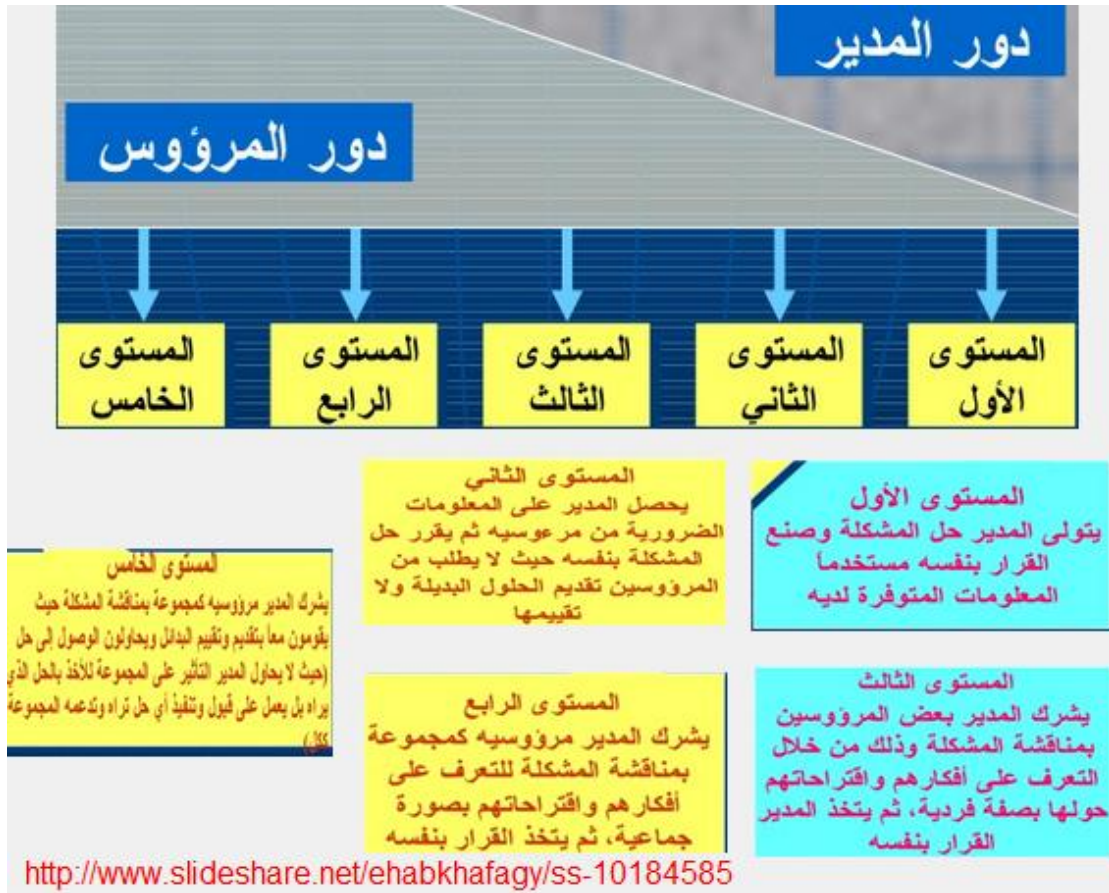 دور المدير
دور المرؤوس
المستوى
الأول
المستوى
الثاني
المستوى
الثالث
المستوى
الرابع
المستوى
الخامس
المستوى الأول
يتولى المدير حل المشكلة وصنع
القرار بنفسه مستخدماً
المعلومات المتوفرة لديه
المستوى الثاني
يحصل المدير على المعلومات
الضرورية من مرءوسيه ثم يقرر حل
المشكلة بنفسه حيث لا يطلب من
المرؤوسين تقديم الحلول البديلة ولا
تقييمها
المستوى الثالث
يشرك المدير بعض المرؤوسين
بمناقشة المشكلة وذلك من خلال
التعرف على أفكارهم واقتراحاتهم
حولها بصفة فردية، ثم يتخذ المدير
القرار بنفسه
المستوى الرابع
يشرك المدير مرؤوسيه كمجموعة
بمناقشة المشكلة للتعرف على
أفكارهم واقتراحاتهم بصورة
جماعية، ثم يتخذ القرار بنفسه
المستوى الخامس
يشرك المدير مرؤوسيه كمجموعة بمناقشة المشكلة حيث
يقومون معاً بتقديم وتقييم البدائل ويحاولون الوصول إلى حل
(حيث لا يحاول المدير التأثير على المجموعة للأخذ بالحل الذي
يراه بل يعمل على قبول وتنفيذ أي حل تراه وتدعمه المجموعة
ككل)
http://www.slideshare.net/ehabkhafagy/ss-10184585